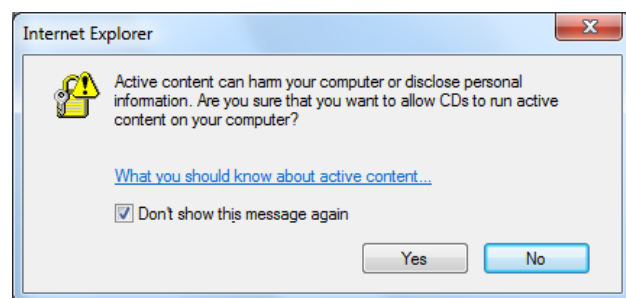 Internet Explorer
Active content can harm your computer or disclose personal
information. Are you sure that you want to allow CDs to run active
content on your computer?
What you should know about active content...
Don't show this message again
Yes No